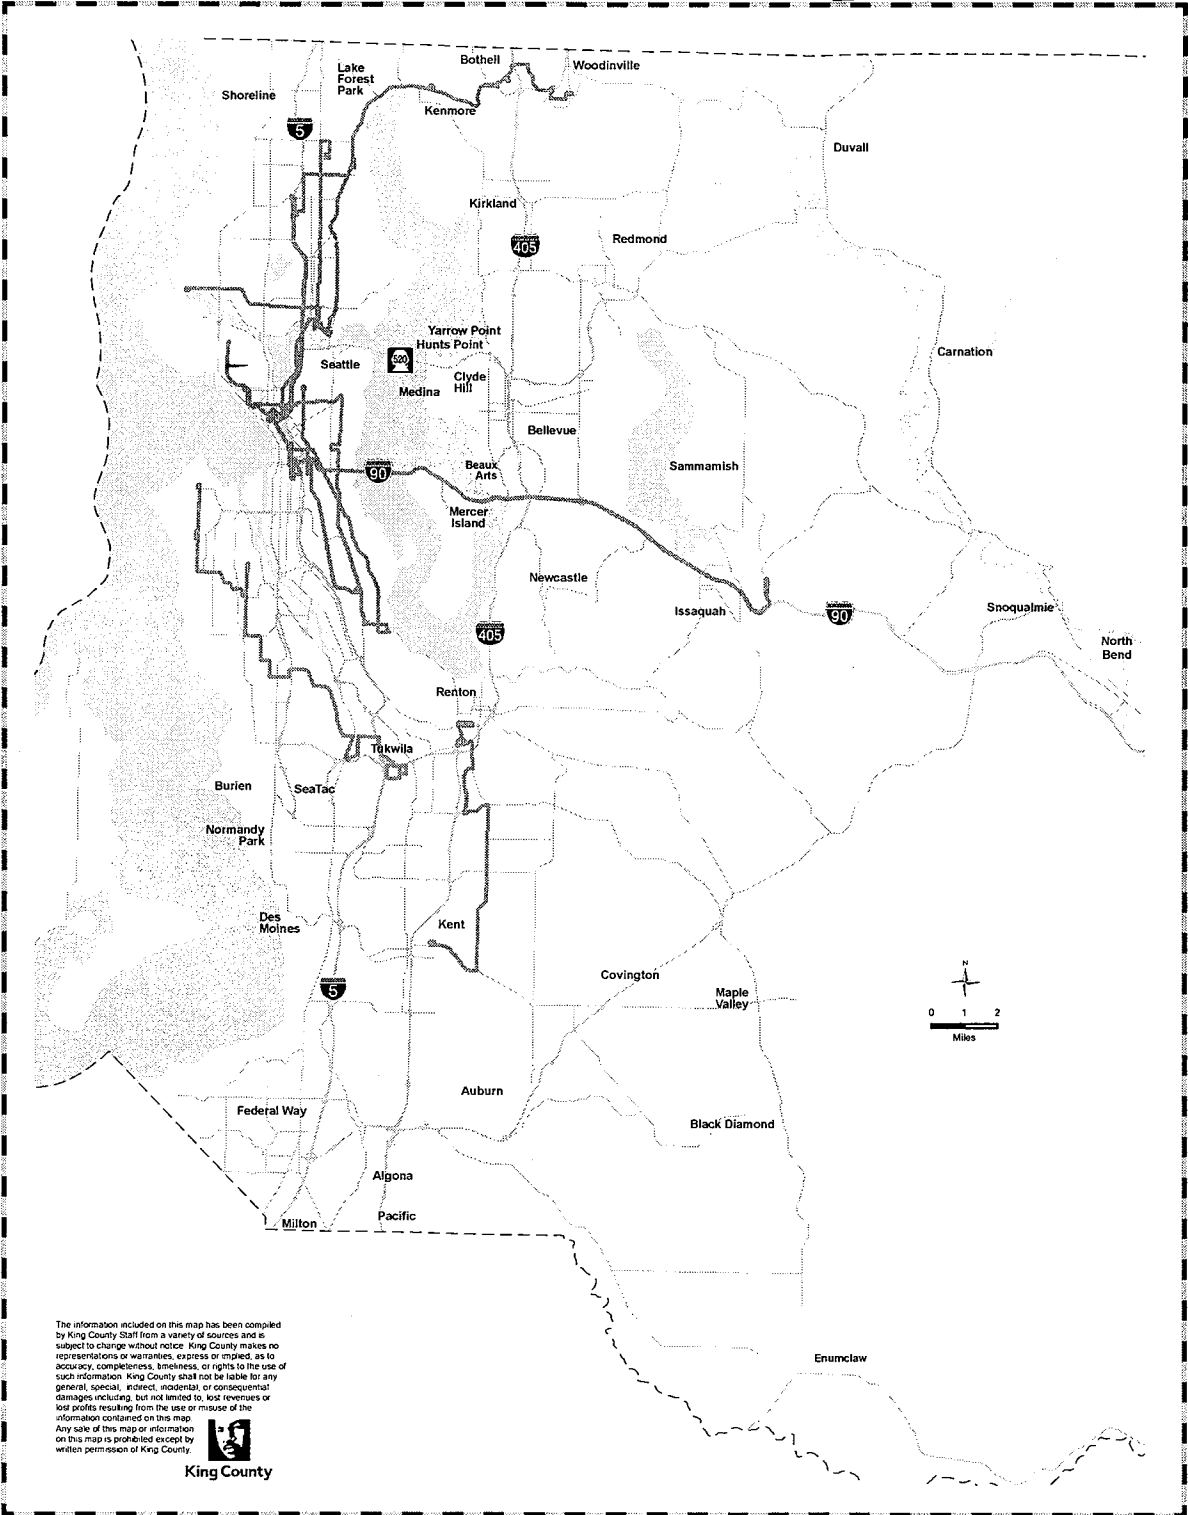 Bothell
Woodinville
Lake
Forest
Park
Shoreline
Kenmore
5
Duvall
Kirkland
405
Redmond
Yarrow Point
Hunts Point
Carnation
Seattle
520
Clyde
Hill
Medina
Bellevue
Beaux
Arts
Sammamish
90
Mercer
Island
Newcastle
Issaquah
90
Snoqualmie
405
North
Bend
Renton
Tukwila
Burien
SeaTac
Normandy
Park
Des
Moines
Kent
5
Covington
Maple
Valley
N
0 1 2
Miles
Auburn
Federal Way
Black Diamond
Algona
Pacific
Milton
Enumclaw
The information included on this map has been compiled
by King County Staff from a variety of sources and is
subject to change without notice King County makes no
representations or warranties, express or implied, as to
accuracy, completeness, timeliness, or rights to the use of
such information King County shall not be liable for any
general, special, indirect, incidental, or consequential
damages including, but not limited to, lost revenues or
lost profits resulting from the use or misuse of the
information contained on this map
Any sale of this map or information
on this map is prohibited except by
written permission of King County.
King County